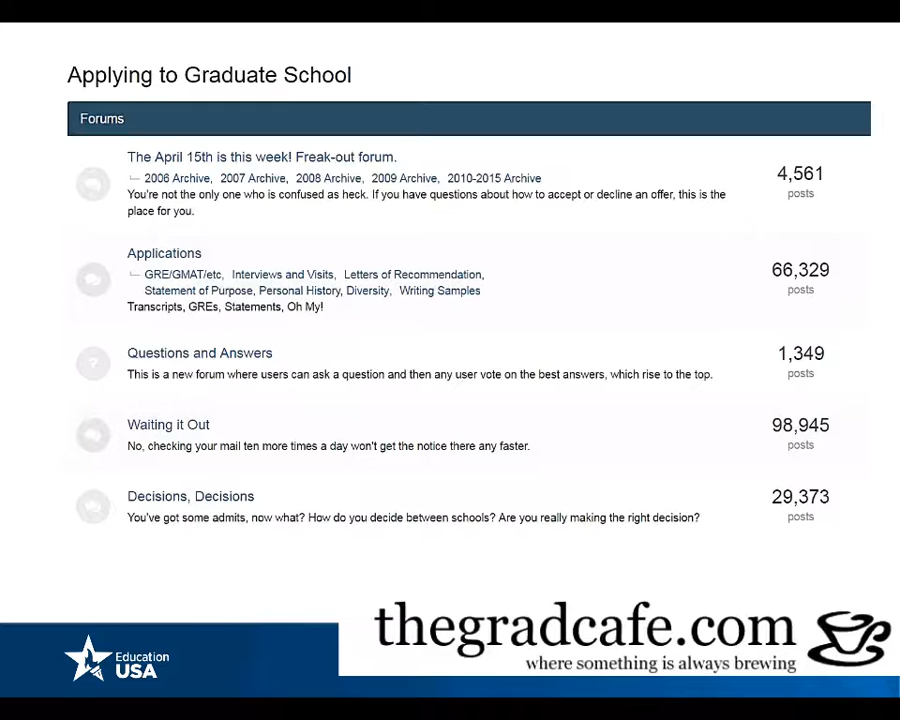 Applying to Graduate School
Forums
The April 15th is this week! Freak-out forum.
2006 Archive, 2007 Archive, 2008 Archive, 2009 Archive, 2010-2015 Archive
You're not the only one who is confused as heck. If you have questions about how to accept or decline an offer, this is the
place for you.
4,561
posts
Applications
GRE/GMAT/etc, Interviews and Visits, Letters of Recommendation,
Statement of Purpose, Personal History, Diversity, Writing Samples
Transcripts, GREs, Statements, Oh My!
66,329
posts
Questions and Answers
This is a new forum where users can ask a question and then any user vote on the best answers, which rise to the top.
1,349
posts
Waiting it Out
No, checking your mail ten more times a day won't get the notice there any faster.
98,945
posts
Decisions, Decisions
You've got some admits, now what? How do you decide between schools? Are you really making the right decision?
29,373
posts
thegradcafe.com
where something is always brewing
Education
USA